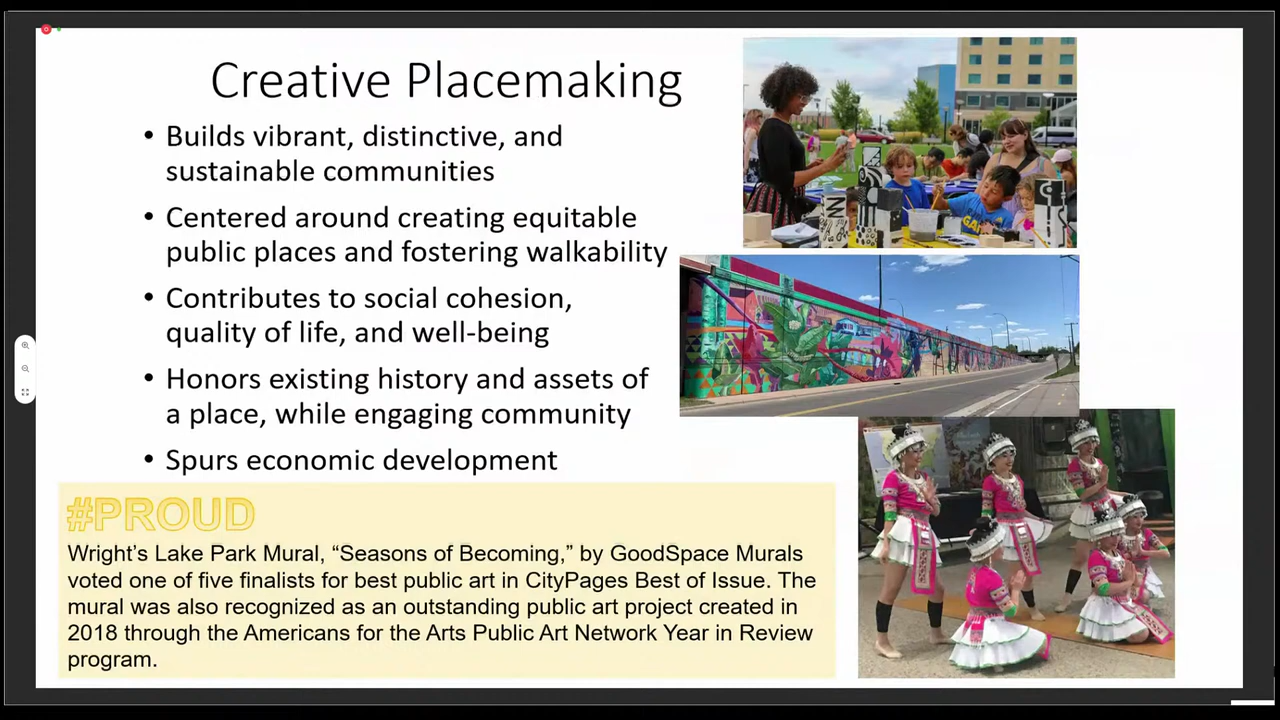 Creative Placemaking
• Builds vibrant, distinctive, and
sustainable communities
• Centered around creating equitable
public places and fostering walkability
• Contributes to social cohesion,
quality of life, and well-being
• Honors existing history and assets of
a place, while engaging community
• Spurs economic development
#PROUD
Wright’s Lake Park Mural, “Seasons of Becoming,” by GoodSpace Murals
voted one of five finalists for best public art in CityPages Best of Issue. The
mural was also recognized as an outstanding public art project created in
2018 through the Americans for the Arts Public Art Network Year in Review
program.